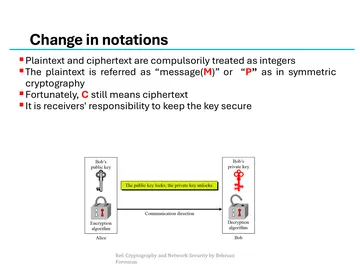 Change in notations
Plaintext and ciphertext are compulsorily treated as integers
The plaintext is referred as “message(M)” or “P” as in symmetric
cryptography
Fortunately, C still means ciphertext
It is receivers' responsibility to keep the key secure
Bob's
public key
Bob's
private key
The public key locks; the private key unlocks.
Communication direction
Encryption
algorithm
Decryption
algorithm
Alice
Bob
Ref: Cryptography and Network Security by Behrouz
Forouzan